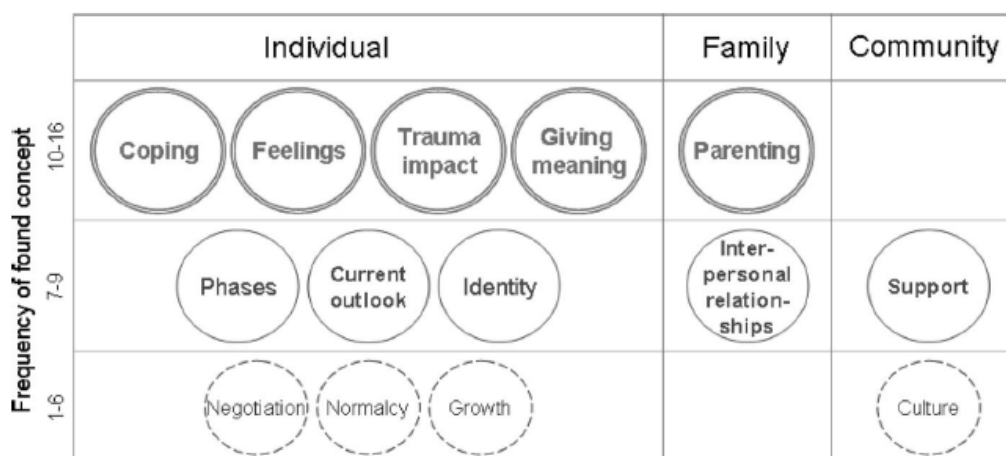 Individual
Family
Community
Frequency of found concept
10-16
Coping
Feelings
Trauma
impact
Giving
meaning
Parenting
7-9
Phases
Current
outlook
Identity
Inter-
personal
relation-
ships
Support
1-6
Negotiation
Normalcy
Growth
Culture